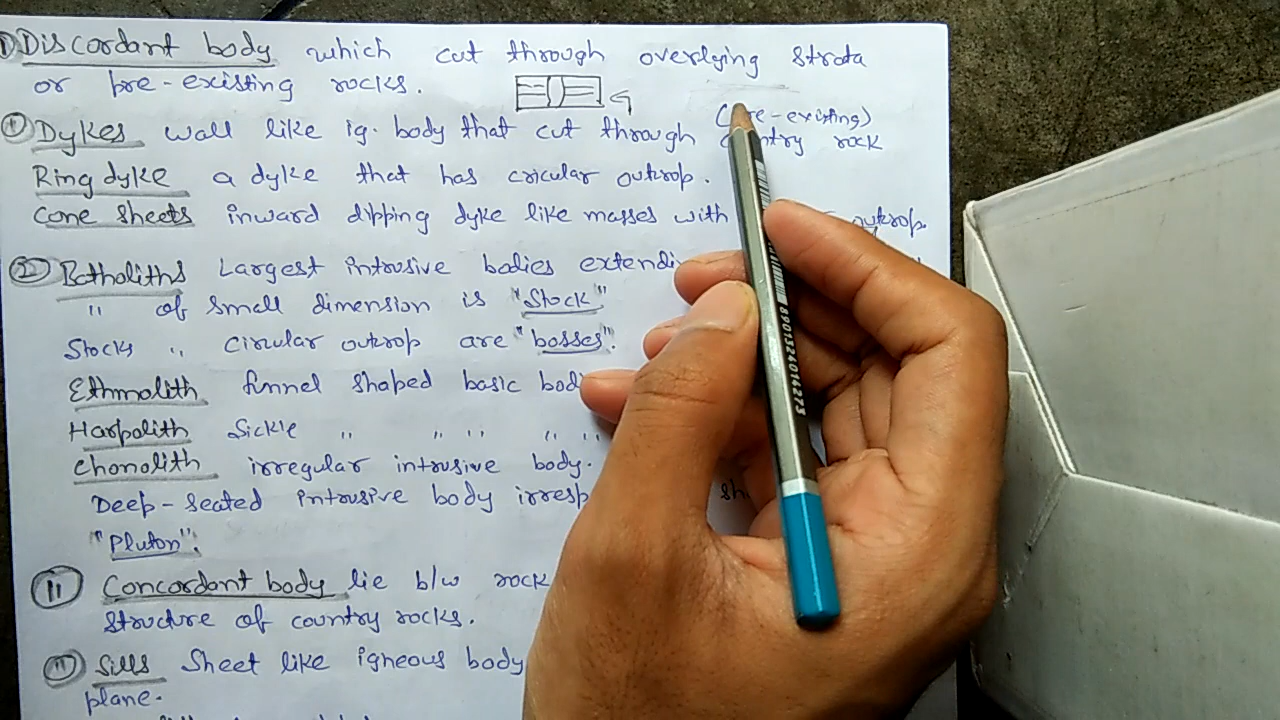 ① Discordant body which cut through overlying strata
or pre-existing rocks.
(pre-existing)
① Dykes wall like ig. body that cut through country rock
Ring dyke a dyke that has cricular outcrop.
Cone sheets inward dipping dyke like masses with outcrop.
② Batholiths Largest intrusive bodies
" of small dimension is "Stock"
Stocks " circular outcrop are "bosses".
Ethmolith funnel shaped basic
Harpolith Sickle " " " "
Chonolith irregular intrusive body.
Deep-seated intrusive body
"Pluton".
⑪ Concordant body lie b/w rock
Structure of country rocks.
Sills Sheet like igneous body
plane.
8901324014273